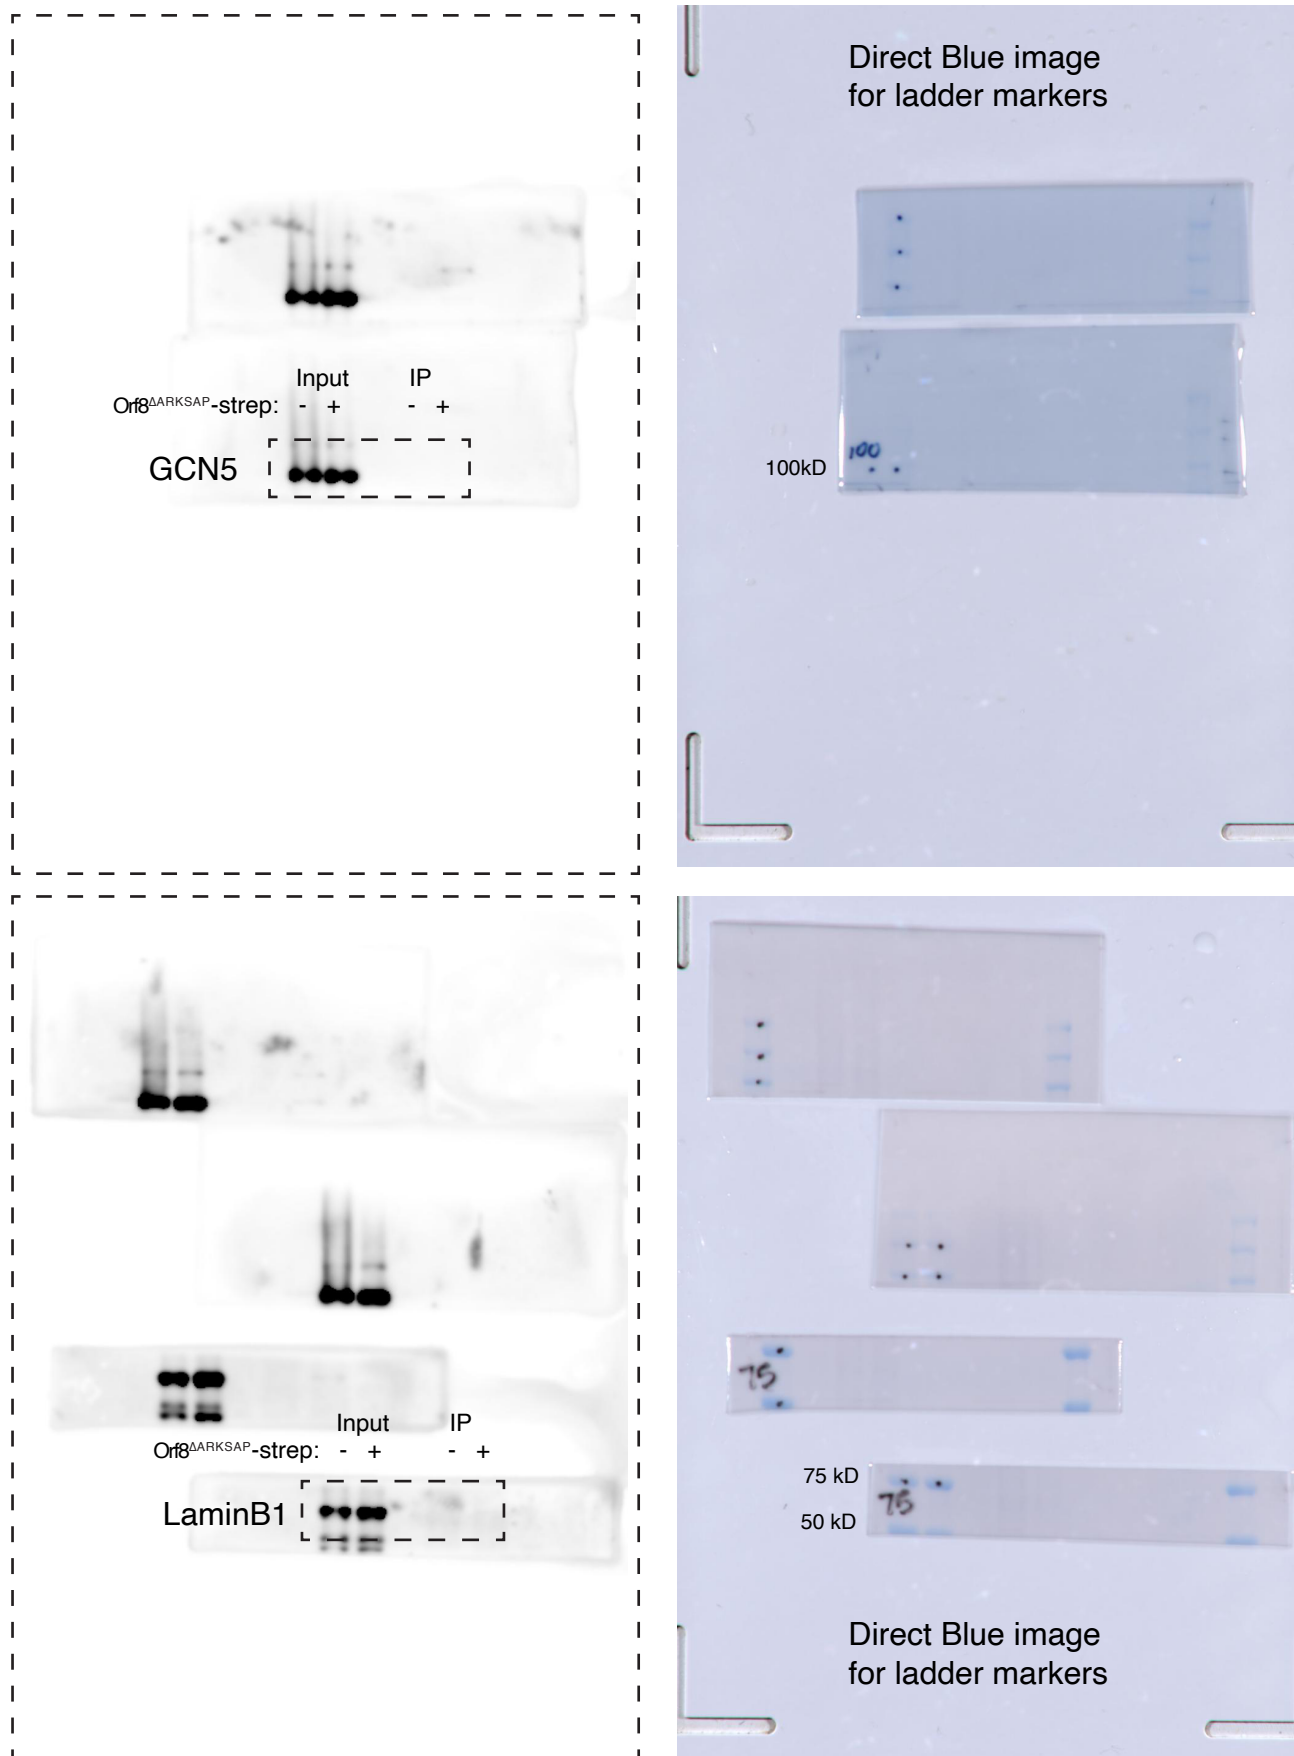 Direct Blue image
for ladder markers
Input IP
Orf8ΔARKSAP-strep: - + - +
GCN5
100
100kD
75
Input IP
Orf8ΔARKSAP-strep: - + - +
LaminB1
75 kD
75
50 kD
Direct Blue image
for ladder markers